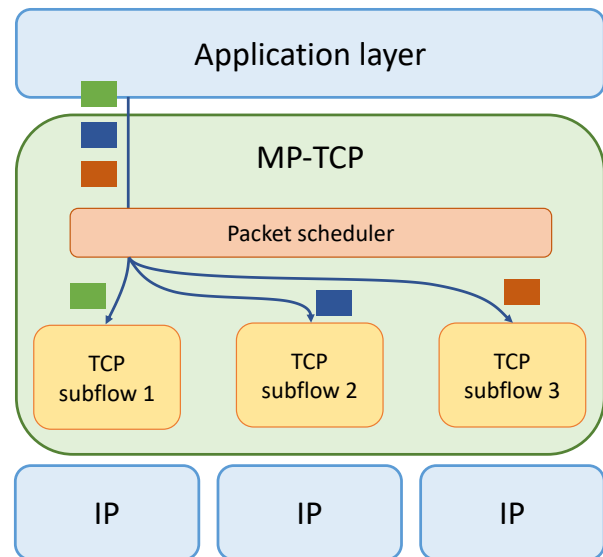 Application layer
MP-TCP
Packet scheduler
TCP
subflow 1
TCP
subflow 2
TCP
subflow 3
IP
IP
IP